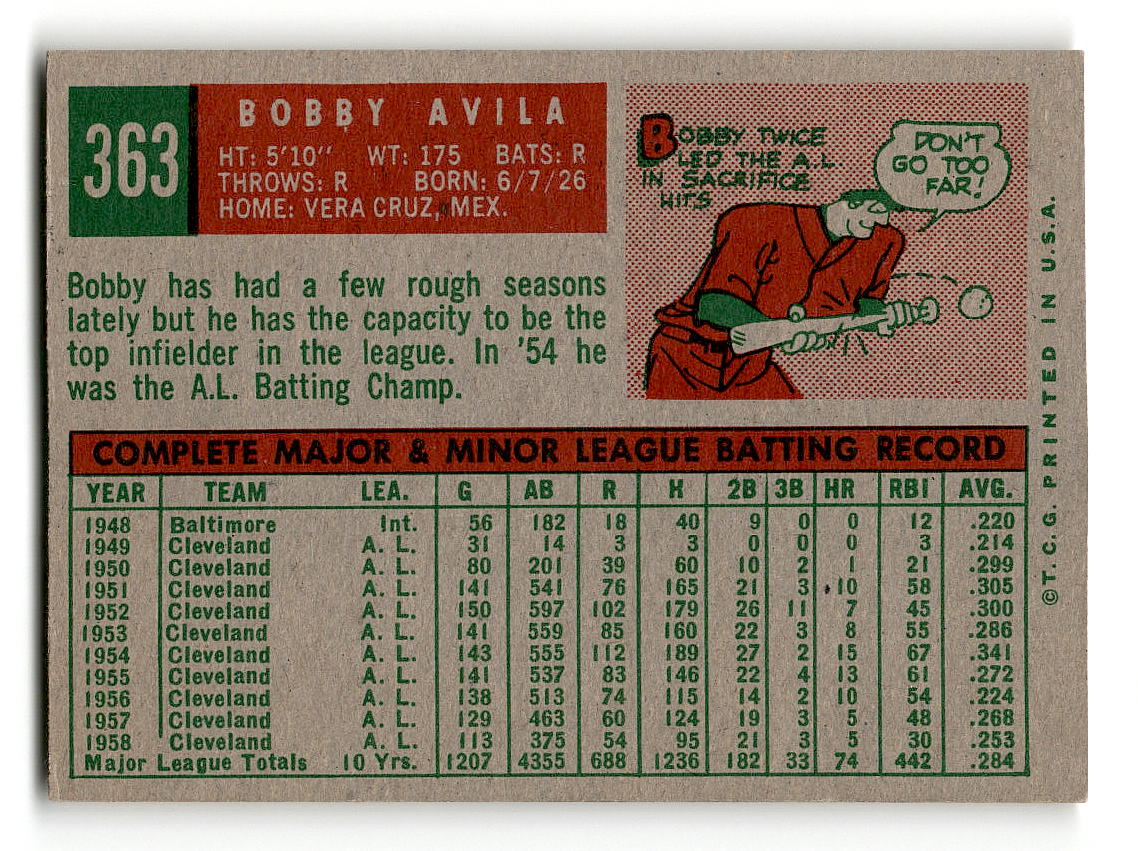 363
BOBBY AVILA
HT: 5'10" WT: 175 BATS: R
THROWS: R BORN: 6/7/26
HOME: VERA CRUZ, MEX.
BOBBY TWICE
LED THE A.L.
IN SACRIFICE
HITS
DON'T
GO TOO
FAR!
Bobby has had a few rough seasons
lately but he has the capacity to be the
top infielder in the league. In '54 he
was the A.L. Batting Champ.
COMPLETE MAJOR & MINOR LEAGUE BATTING RECORD
YEAR TEAM LEA. G AB R H 2B 3B HR RBI AVG.
1948 Baltimore Int. 56 182 18 40 9 0 0 12 .220
1949 Cleveland A. L. 31 14 3 3 0 0 0 3 .214
1950 Cleveland A. L. 80 201 39 60 10 2 1 21 .299
1951 Cleveland A. L. 141 541 76 165 21 3 10 58 .305
1952 Cleveland A. L. 150 597 102 179 26 11 7 45 .300
1953 Cleveland A. L. 141 559 85 160 22 3 8 55 .286
1954 Cleveland A. L. 143 555 112 189 27 2 15 67 .341
1955 Cleveland A. L. 141 537 83 146 22 4 13 61 .272
1956 Cleveland A. L. 138 513 74 115 14 2 10 54 .224
1957 Cleveland A. L. 129 463 60 124 19 3 5 48 .268
1958 Cleveland A. L. 113 375 54 95 21 3 5 30 .253
Major League Totals 10 Yrs. 1207 4355 688 1236 182 33 74 442 .284
©T. C. G. PRINTED IN U.S.A.